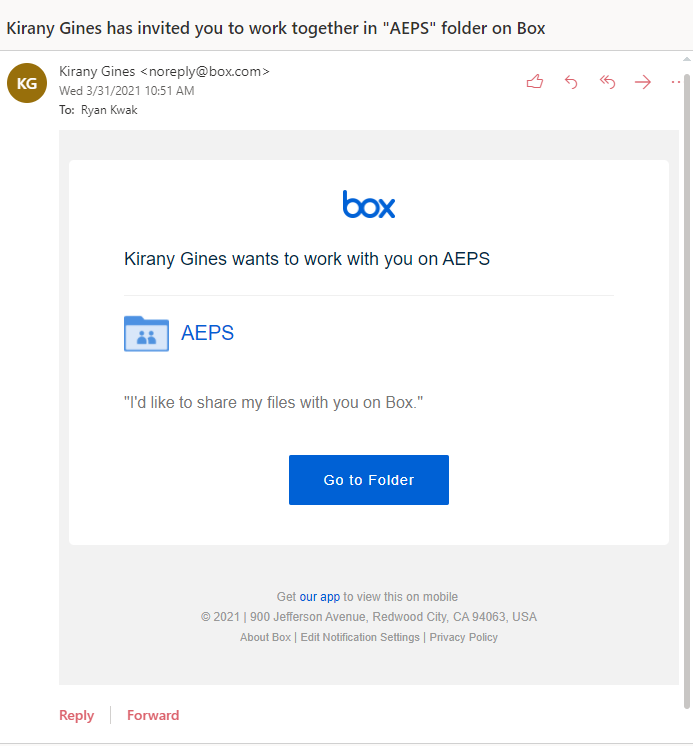 Kirany Gines has invited you to work together in "AEPS" folder on Box
KG
Kirany Gines <noreply@box.com>
Wed 3/31/2021 10:51 AM
To: Ryan Kwak
box
Kirany Gines wants to work with you on AEPS
AEPS
"I'd like to share my files with you on Box."
Go to Folder
Get our app to view this on mobile
© 2021 | 900 Jefferson Avenue, Redwood City, CA 94063, USA
About Box | Edit Notification Settings | Privacy Policy
Reply | Forward